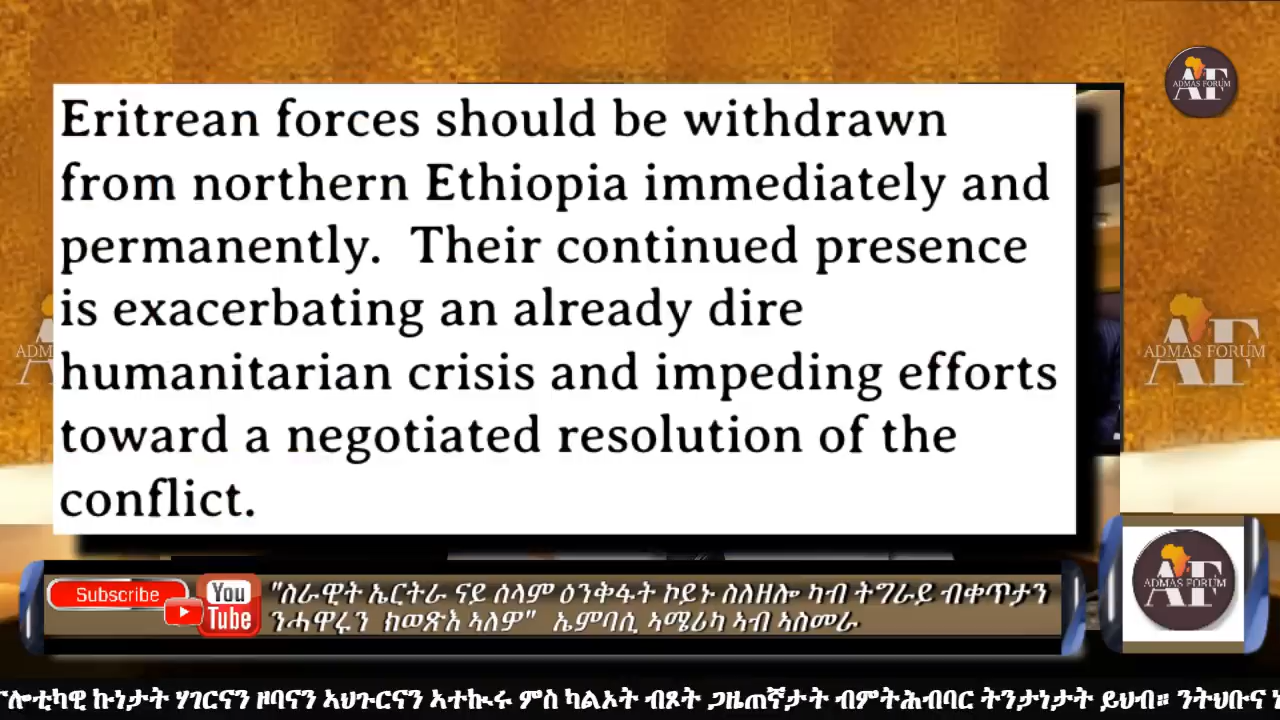 AF
ADMAS FORUM
Eritrean forces should be withdrawn
from northern Ethiopia immediately and
permanently. Their continued presence
is exacerbating an already dire
humanitarian crisis and impeding efforts
toward a negotiated resolution of the
conflict.
ADM
AF
ADMAS FORUM
Subscribe
You
Tube
"ስራዊት ኤርትራ ናይ ሰላም ዕንቅፋት ኮይኑ ስለዘሎ ካብ ትግራይ ብቀጥታን
ንሓዋሩን ክወጽእ ኣለዎ" ኤምባሲ ኣሜሪካ ኣብ ኣስመራ
AF
ADMAS FORUM
ፖሎቲካዊ ኩነታት ሃገርናን ዞባናን ኣህጉርናን ኣተኲሩ ምስ ካልኦት ብጾት ጋዜጠኛታት ብምትሕብባር ትንታነታት ይህብ። ንትህቡና